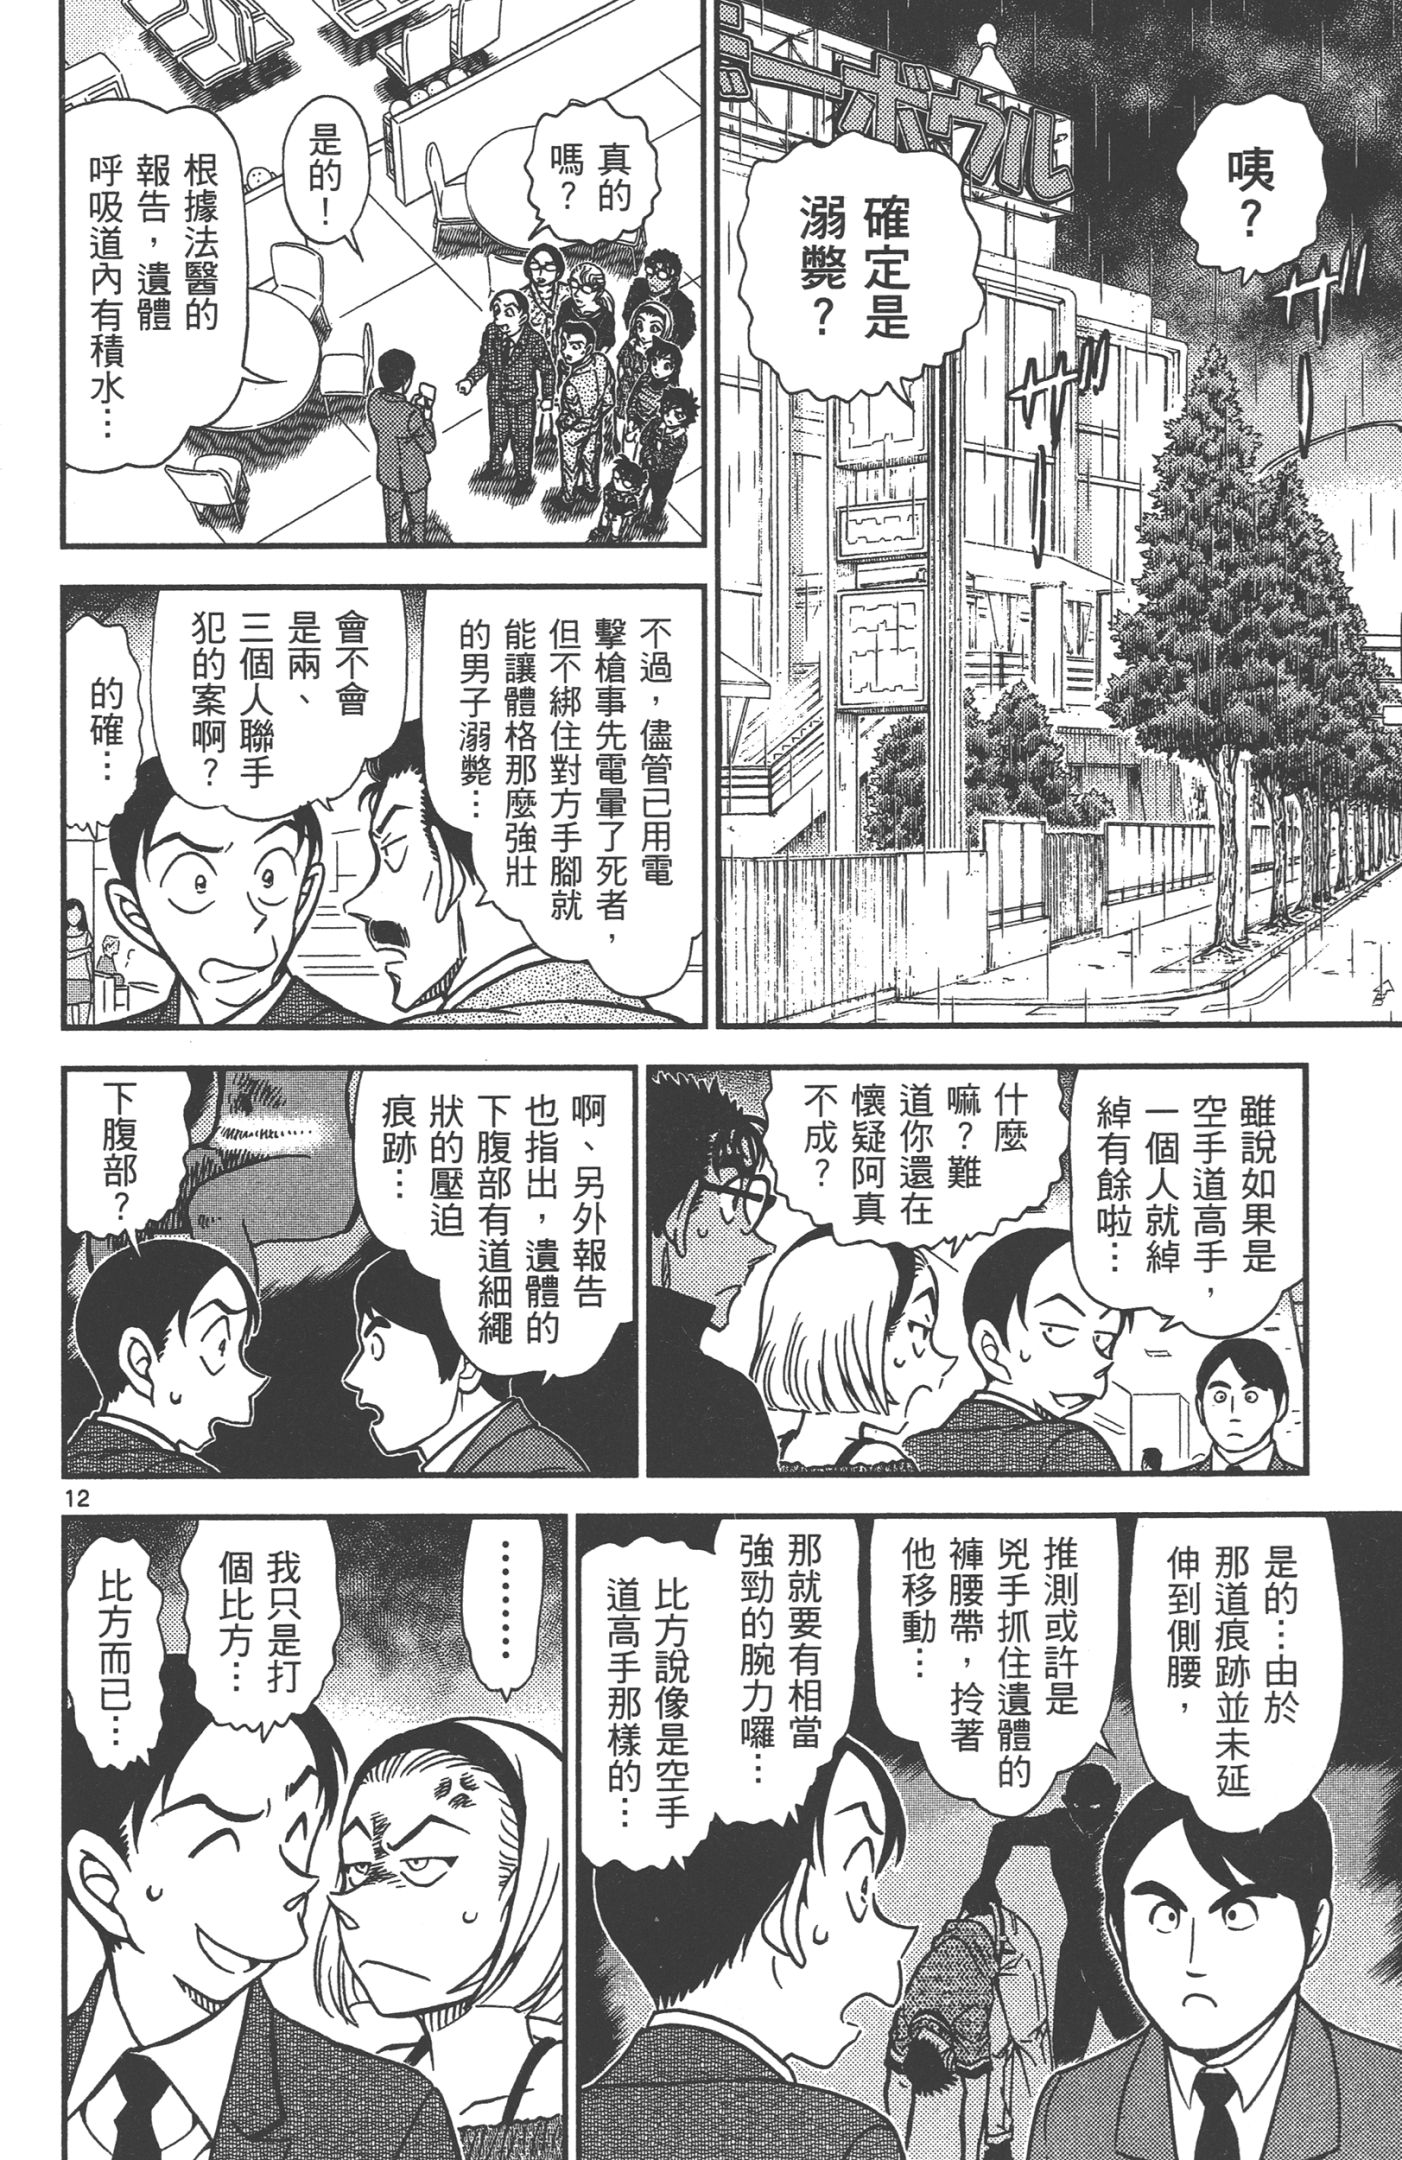 咦？
確定是
溺斃？
ボーボウル
ザザ
真的
嗎？
是的！
根據法醫的
報告，遺體
呼吸道內有積水…
不過，儘管已用電
擊槍事先電暈了死者，
但不綁住對方手腳就
能讓體格那麼強壯
的男子溺斃…
會不會
是兩、
三個人聯手
犯的案啊？
的確…
雖說如果是
空手道高手，
一個人就綽
綽有餘啦…
什麼
嘛？難
道你還在
懷疑阿真
不成？
啊、另外報告
也指出，遺體的
下腹部有道細繩
狀的壓迫
痕跡…
下腹部？
是的…由於
那道痕跡並未延
伸到側腰，
推測或許是
兇手抓住遺體的
褲腰帶，拎著
他移動…
那就要有相當
強勁的腕力囉…
比方說像是空手
道高手那樣的…
………
我只是打
個比方…
比方而已…
12